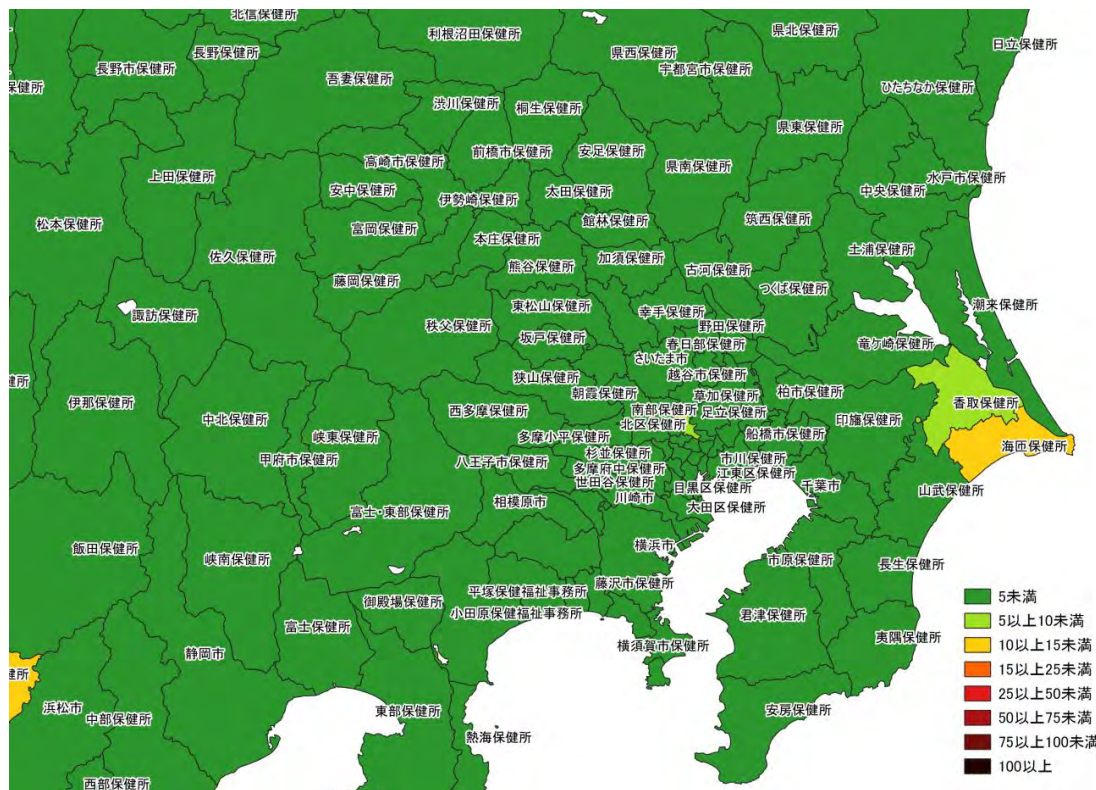 北信保健所
利根沼田保健所
県北保健所
日立保健所
長野保健所
県西保健所
長野市保健所
宇都宮市保健所
吾妻保健所
ひたちなか保健所
保健所
渋川保健所
桐生保健所
県東保健所
前橋市保健所
安足保健所
高崎市保健所
県南保健所
上田保健所
水戸市保健所
安中保健所
太田保健所
中央保健所
伊勢崎保健所
松本保健所
館林保健所
筑西保健所
富岡保健所
本庄保健所
土浦保健所
佐久保健所
加須保健所
熊谷保健所
古河保健所
藤岡保健所
つくば保健所
東松山保健所
潮来保健所
諏訪保健所
幸手保健所
秩父保健所
野田保健所
坂戸保健所
春日部保健所
竜ケ崎保健所
さいたま市
狭山保健所
越谷市保健所
健所
朝霞保健所
柏市保健所
草加保健所
伊那保健所
香取保健所
西多摩保健所
南部保健所
足立保健所
中北保健所
印旛保健所
北区保健所
峡東保健所
多摩小平保健所
船橋市保健所
海匝保健所
杉並保健所
甲府市保健所
八王子市保健所
市川保健所
多摩府中保健所
江東区保健所
世田谷保健所
目黒区保健所
千葉市
山武保健所
川崎市
相模原市
大田区保健所
富士・東部保健所
横浜市
飯田保健所
峡南保健所
市原保健所
長生保健所
藤沢市保健所
平塚保健福祉事務所
御殿場保健所
小田原保健福祉事務所
君津保健所
富士保健所
夷隅保健所
横須賀市保健所
静岡市
健所
浜松市
中部保健所
東部保健所
安房保健所
熱海保健所
西部保健所
5未満
5以上10未満
10以上15未満
15以上25未満
25以上50未満
50以上75未満
75以上100未満
100以上